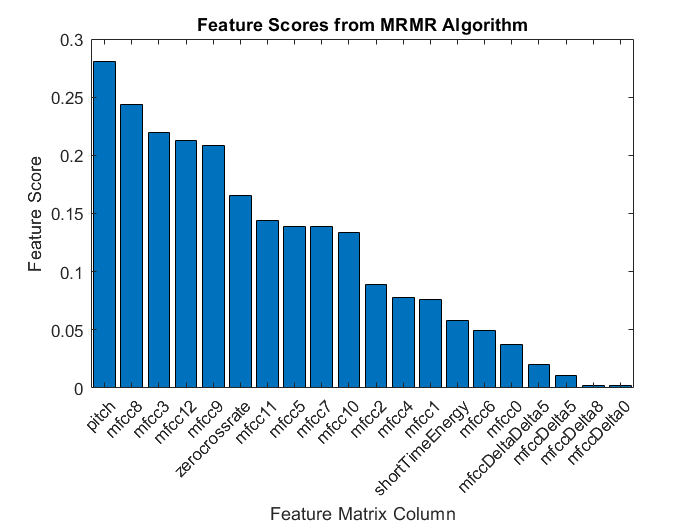 Feature Scores from MRMR Algorithm
0.3
0.25
0.2
0.15
0.1
0.05
0
Feature Score
pitch
mfcc8
mfcc3
mfcc12
mfcc9
zerocrossrate
mfcc11
mfcc5
mfcc7
mfcc10
mfcc2
mfcc4
mfcc1
shortTimeEnergy
mfcc6
mfcc0
mfccDeltaDelta5
mfccDelta5
mfccDelta8
mfccDelta0
Feature Matrix Column